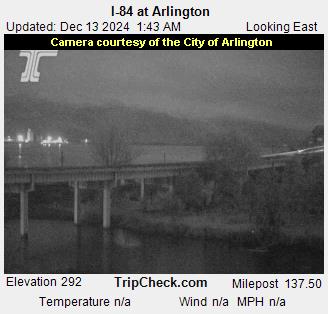 I-84 at Arlington
Updated: Dec 13 2024 1:43 AM Looking East
Camera courtesy of the City of Arlington
Elevation 292 TripCheck.com Milepost 137.50
Temperature n/a Wind n/a MPH n/a